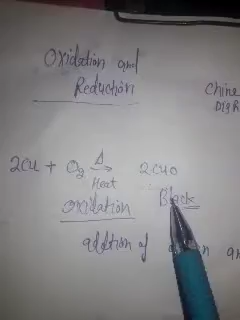 Oxidation and
Reduction
Chine
2Cu + O₂ →Δ 2CuO
Heat
Black
Oxidation
addition of